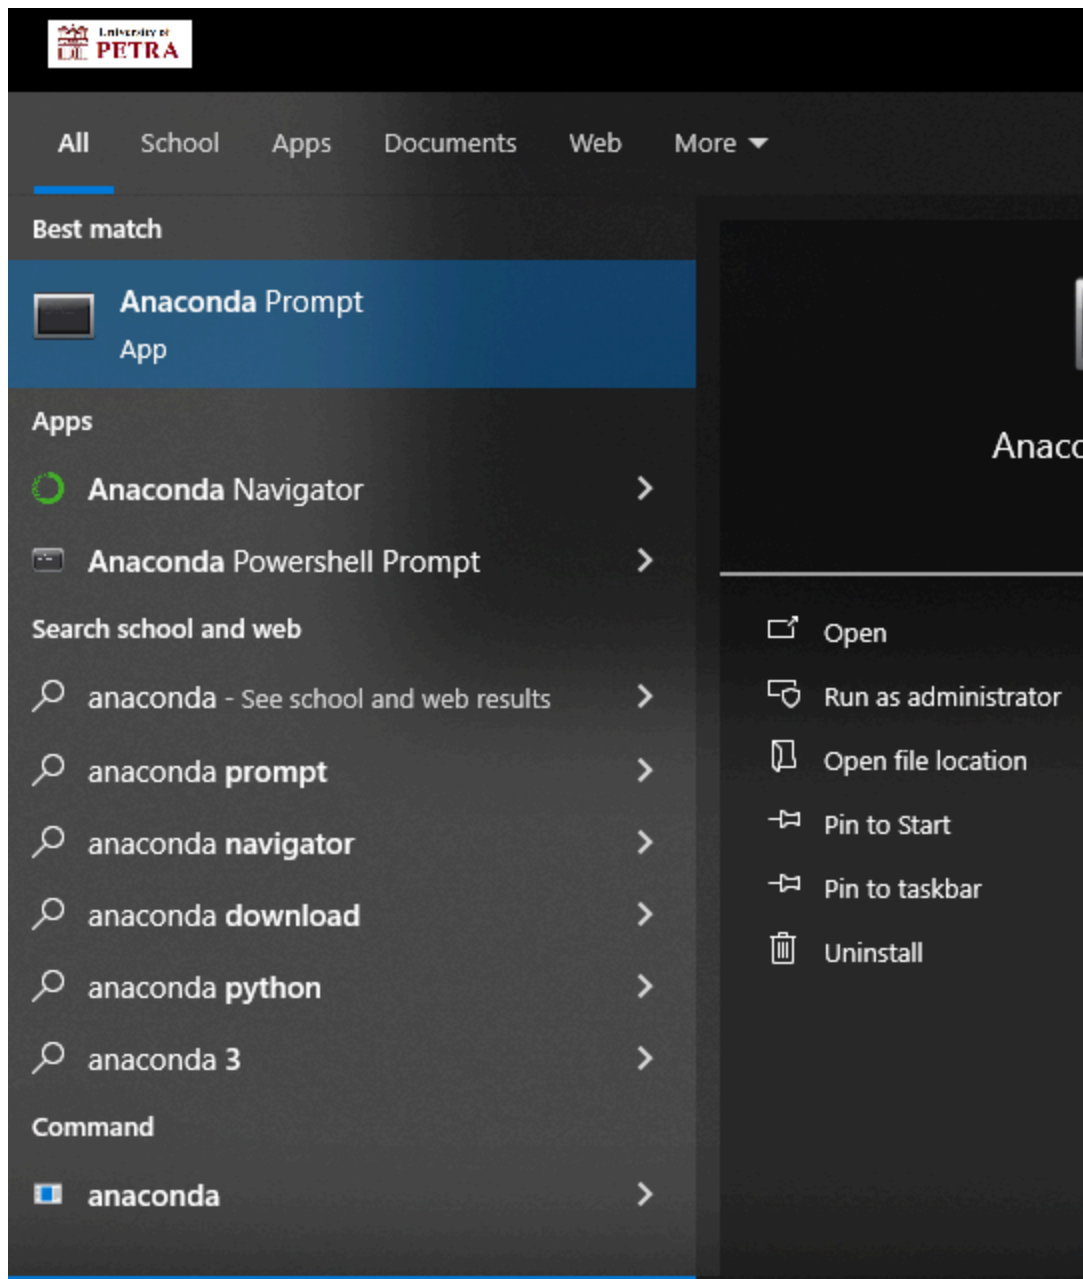 University of
PETRA
All School Apps Documents Web More
Best match
Anaconda Prompt
App
Apps
Anaconda Navigator
Anaconda Powershell Prompt
Search school and web
anaconda - See school and web results
anaconda prompt
anaconda navigator
anaconda download
anaconda python
anaconda 3
Command
anaconda
Anaco
Open
Run as administrator
Open file location
Pin to Start
Pin to taskbar
Uninstall